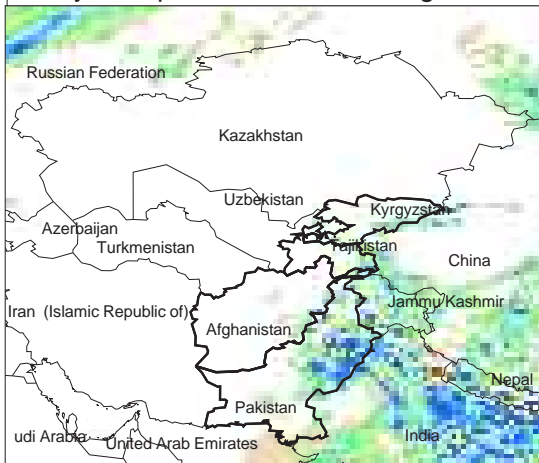 Russian Federation
Kazakhstan
Uzbekistan
Kyrgyzstan
Azerbaijan
Turkmenistan
Tajikistan
China
Iran (Islamic Republic of)
Jammu Kashmir
Afghanistan
Nepal
Pakistan
udi Arabia
United Arab Emirates
India